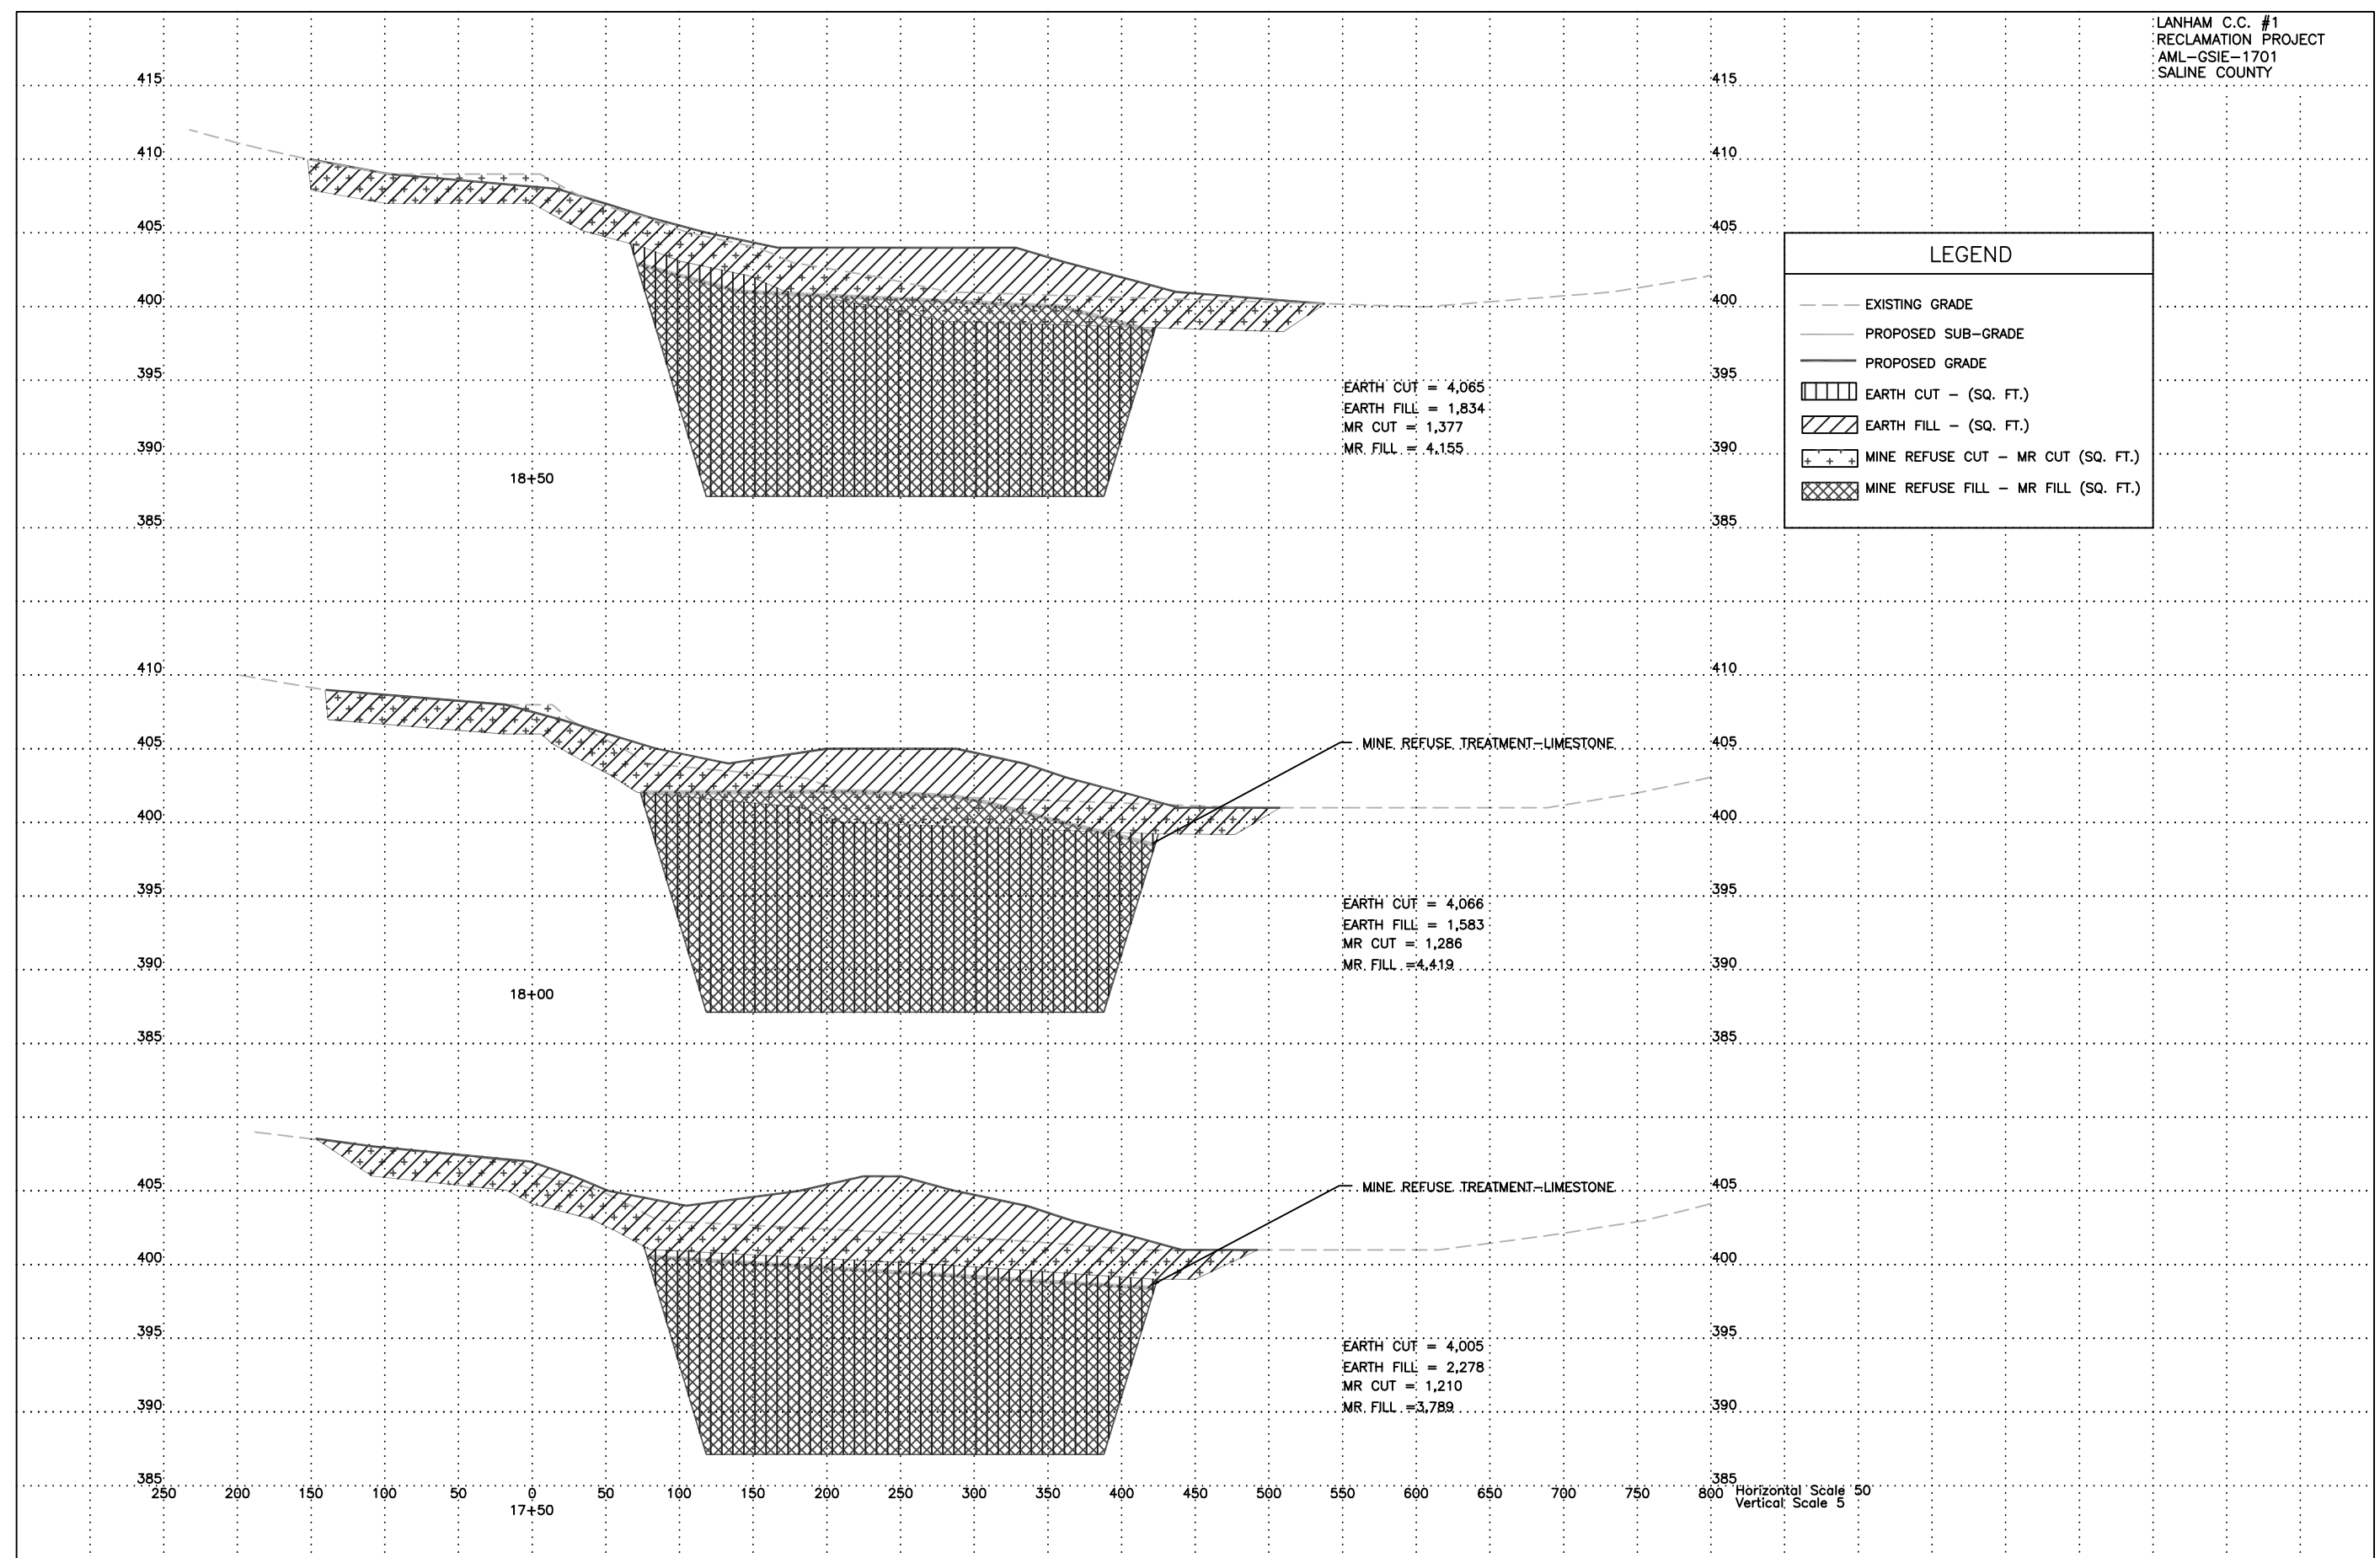 LANHAM C.C. #1
RECLAMATION PROJECT
AML-GSIE-1701
SALINE COUNTY
415 415
410 410
405 405
400 400
395 395
390 390
385 385
18+50
EARTH CUT = 4,065
EARTH FILL = 1,834
MR CUT = 1,377
MR FILL = 4,155
LEGEND
EXISTING GRADE
PROPOSED SUB-GRADE
PROPOSED GRADE
EARTH CUT - (SQ. FT.)
EARTH FILL - (SQ. FT.)
MINE REFUSE CUT - MR CUT (SQ. FT.)
MINE REFUSE FILL - MR FILL (SQ. FT.)
410 410
405 405
400 400
395 395
390 390
385 385
MINE REFUSE TREATMENT-LIMESTONE
EARTH CUT = 4,066
EARTH FILL = 1,583
MR CUT = 1,286
MR FILL =4,419
18+00
405 405
400 400
395 395
390 390
385 385
MINE REFUSE TREATMENT-LIMESTONE
EARTH CUT = 4,005
EARTH FILL = 2,278
MR CUT = 1,210
MR FILL =3,789
250 200 150 100 50 0 50 100 150 200 250 300 350 400 450 500 550 600 650 700 750 800
Horizontal Scale 50
Vertical Scale 5
17+50